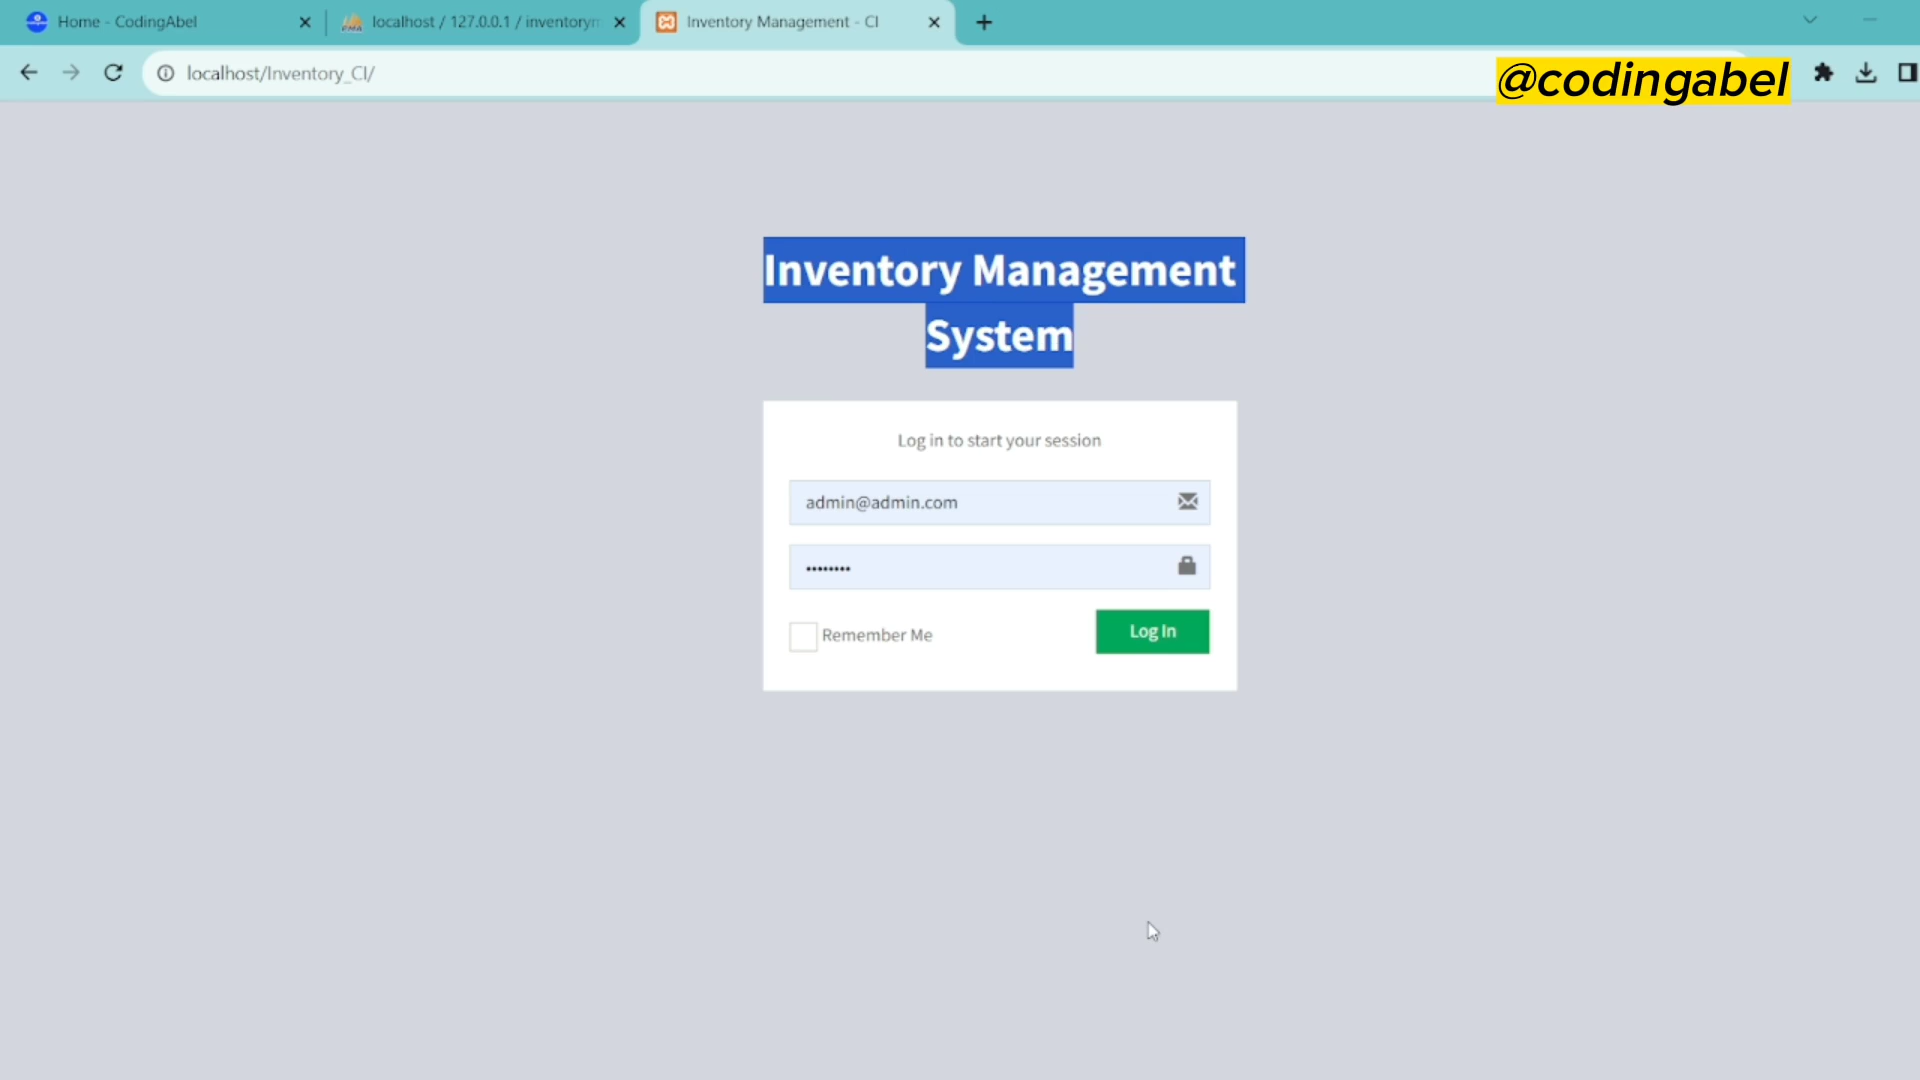 Home - CodingAbel
localhost / 127.0.0.1 /
Inventory Management - CI
localhost/Inventory_CI/
@codingabel
Inventory Management
System
Log in to start your session
admin@admin.com
••••••••
Remember Me
Log In